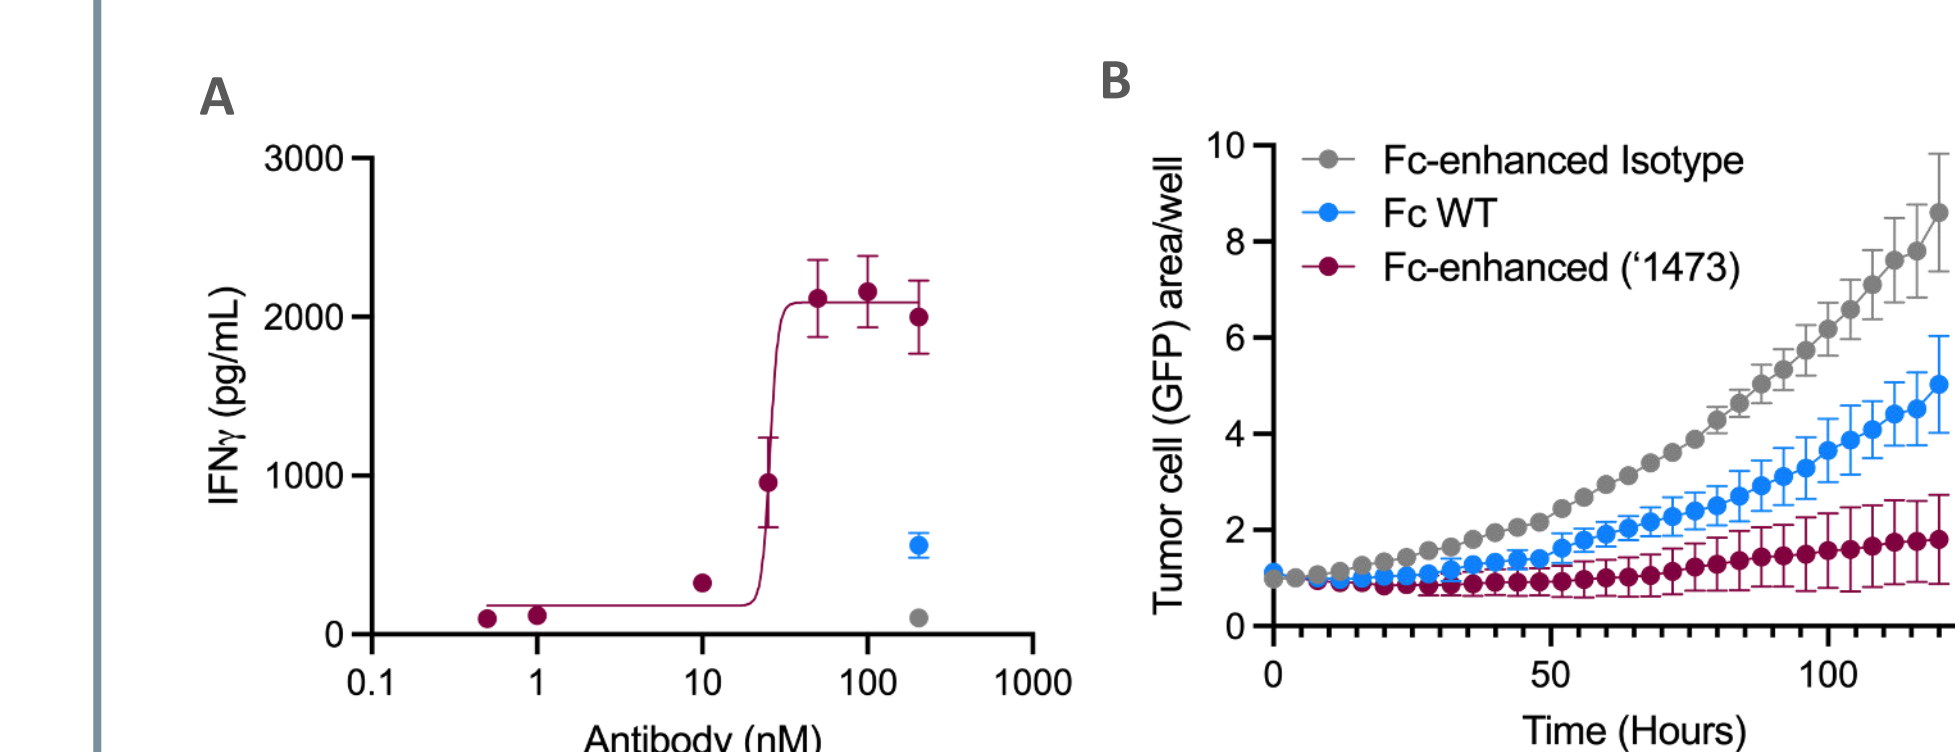 A
3000
2000
1000
0
IFNγ (pg/mL)
0.1 1 10 100 1000
Antibody (nM)
B
10
8
6
4
2
0
Tumor cell (GFP) area/well
Fc-enhanced Isotype
Fc WT
Fc-enhanced (‘1473)
0 50 100
Time (Hours)